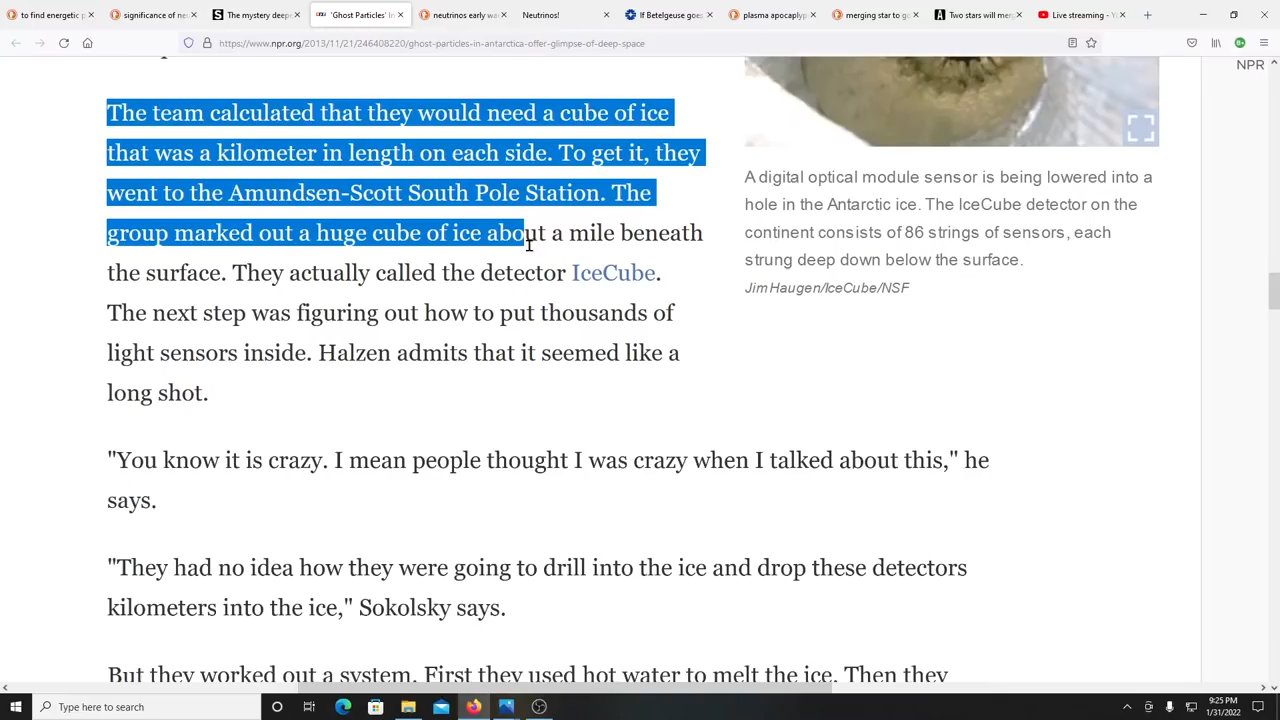 to find energetic p
significance of ne
The mystery deepe
'Ghost Particles' In
neutrinos early wa
Neutrinos!
If Betelgeuse goes
plasma apocaplyp
merging star to go
Two stars will mer
Live streaming - Y
https://www.npr.org/2013/11/21/246408220/ghost-particles-in-antarctica-offer-glimpse-of-deep-space
NPR
The team calculated that they would need a cube of ice
that was a kilometer in length on each side. To get it, they
went to the Amundsen-Scott South Pole Station. The
group marked out a huge cube of ice about a mile beneath
the surface. They actually called the detector IceCube.
The next step was figuring out how to put thousands of
light sensors inside. Halzen admits that it seemed like a
long shot.
A digital optical module sensor is being lowered into a
hole in the Antarctic ice. The IceCube detector on the
continent consists of 86 strings of sensors, each
strung deep down below the surface.
Jim Haugen/IceCube/NSF
"You know it is crazy. I mean people thought I was crazy when I talked about this," he
says.
"They had no idea how they were going to drill into the ice and drop these detectors
kilometers into the ice," Sokolsky says.
But they worked out a system. First they used hot water to melt the ice. Then they
Type here to search
9:25 PM
1/31/2022